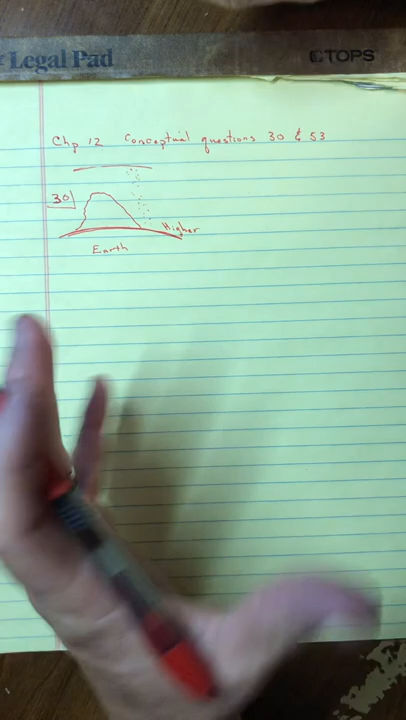 Legal Pad
TOPS
Chp 12 Conceptual questions 30 & 53
30
Higher
Earth